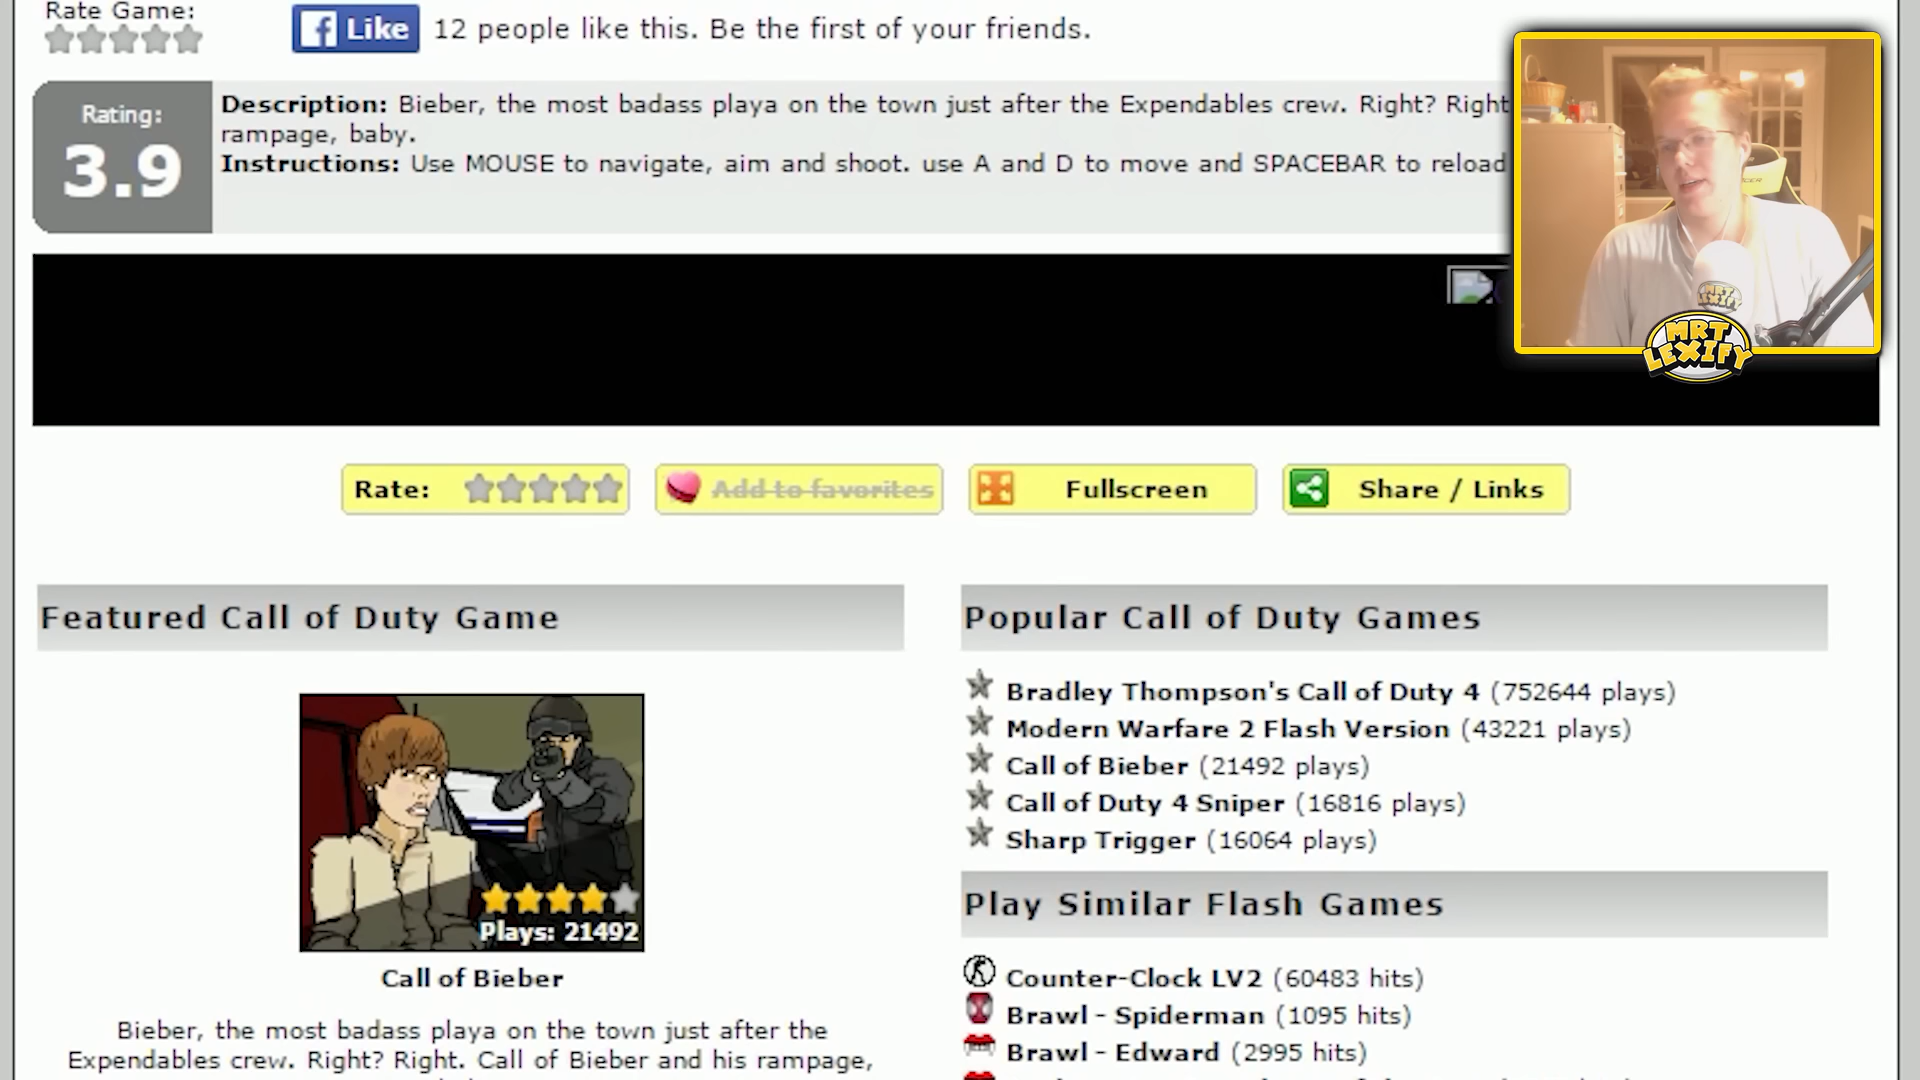 Rate Game:
Like
12 people like this. Be the first of your friends.
Rating:
3.9
Description: Bieber, the most badass playa on the town just after the Expendables crew. Right? Right
rampage, baby.
Instructions: Use MOUSE to navigate, aim and shoot. use A and D to move and SPACEBAR to reload
MRT
LEXIFY
MRT
LEXIFY
Rate:
Add to favorites
Fullscreen
Share / Links
Featured Call of Duty Game
Plays: 21492
Call of Bieber
Bieber, the most badass playa on the town just after the
Expendables crew. Right? Right. Call of Bieber and his rampage,
Popular Call of Duty Games
Bradley Thompson's Call of Duty 4 (752644 plays)
Modern Warfare 2 Flash Version (43221 plays)
Call of Bieber (21492 plays)
Call of Duty 4 Sniper (16816 plays)
Sharp Trigger (16064 plays)
Play Similar Flash Games
Counter-Clock LV2 (60483 hits)
Brawl - Spiderman (1095 hits)
Brawl - Edward (2995 hits)